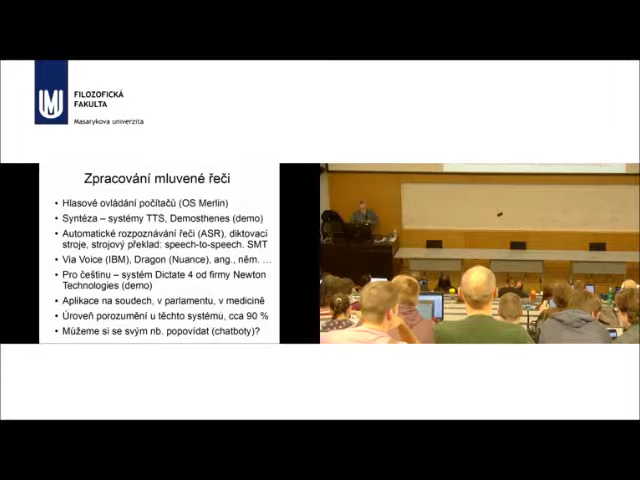 FILOZOFICKÁ
FAKULTA
Masarykova univerzita
Zpracování mluvené řeči
• Hlasové ovládání počítačů (OS Merlin)
• Syntéza – systémy TTS, Demosthenes (demo)
• Automatické rozpoznávání řeči (ASR), diktovací
stroje, strojový překlad: speech-to-speech. SMT
• Via Voice (IBM), Dragon (Nuance), ang., něm. …
• Pro češtinu – systém Dictate 4 od firmy Newton
Technologies (demo)
• Aplikace na soudech, v parlamentu, v medicíně
• Úroveň porozumění u těchto systémů, cca 90 %
• Můžeme si se svým nb. popovídat (chatboty)?